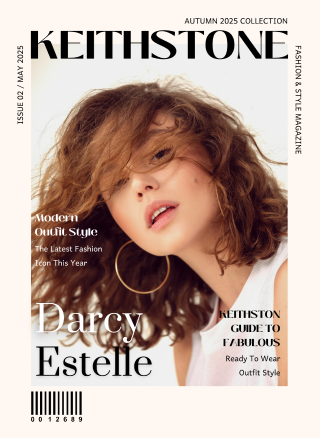 AUTUMN 2025 COLLECTION
KEITHSTONE
ISSUE 02 / MAY 2025
FASHION & STYLE MAGAZINE
Modern
Outfit Style
The Latest Fashion
Icon This Year
Darcy
Estelle
KEITHSTON
GUIDE TO
FABULOUS
Ready To Wear
Outfit Style
0012689